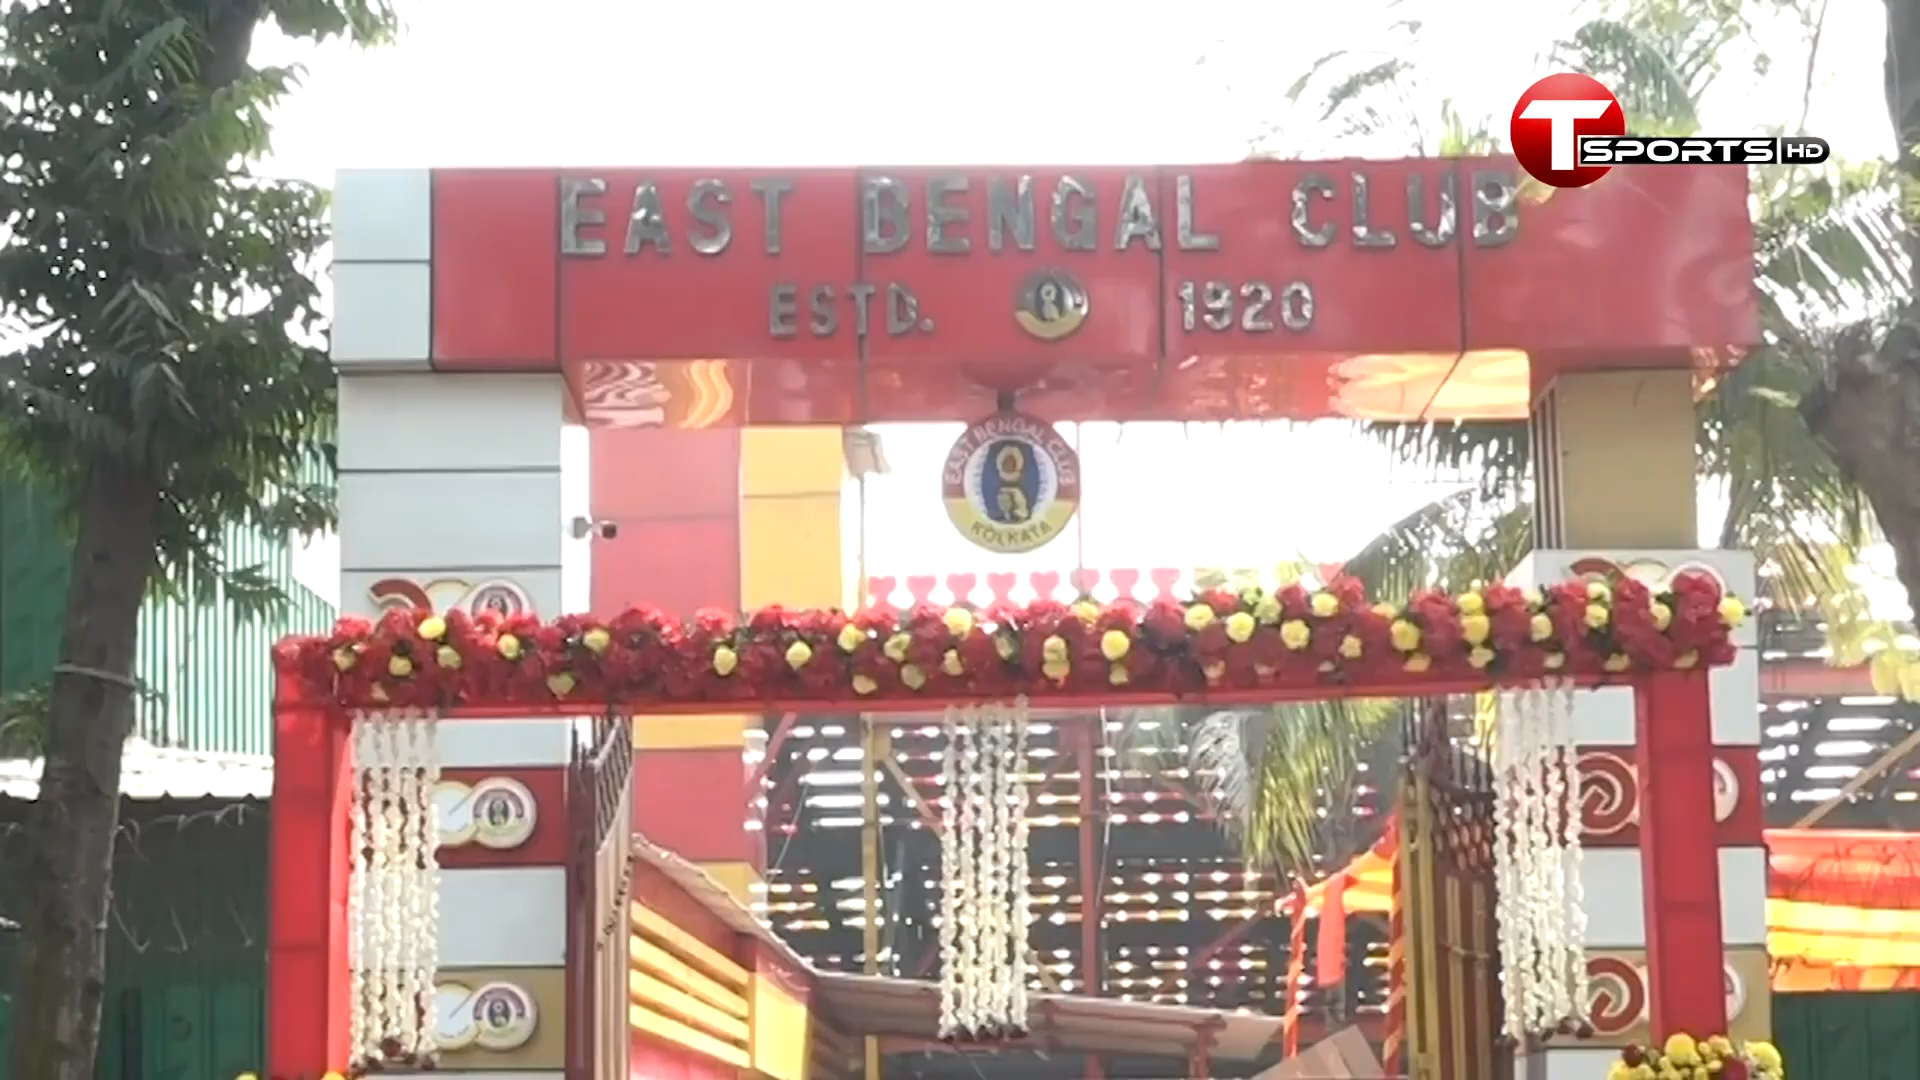 T SPORTS HD
EAST BENGAL CLUB
ESTD. 1920
EAST BENGAL CLUB
KOLKATA